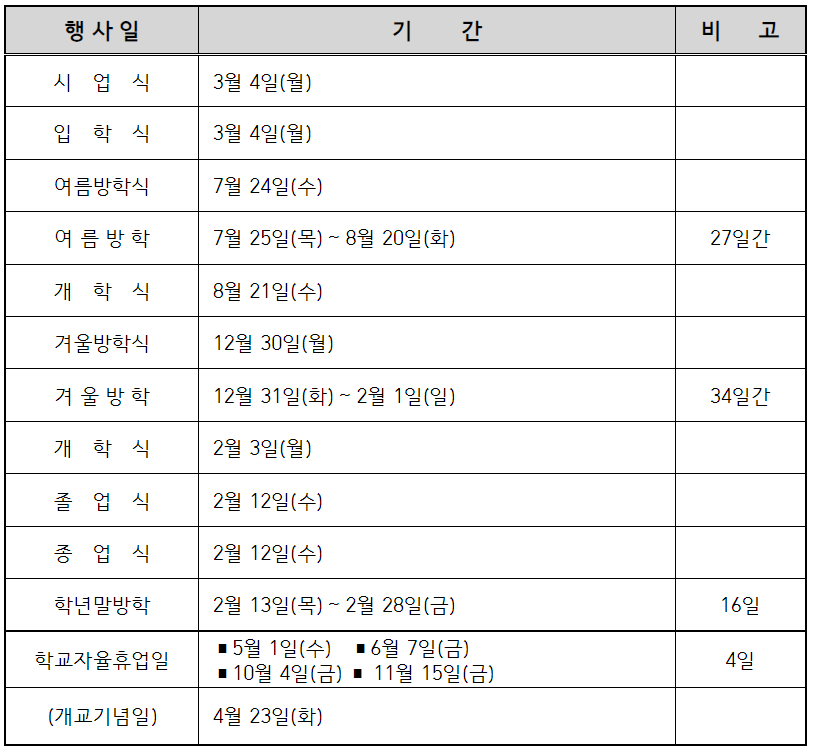 행 사 일 기 간 비 고
시 업 식 3월 4일(월)
입 학 식 3월 4일(월)
여름방학식 7월 24일(수)
여 름 방 학 7월 25일(목) ~ 8월 20일(화) 27일간
개 학 식 8월 21일(수)
겨울방학식 12월 30일(월)
겨 울 방 학 12월 31일(화) ~ 2월 1일(일) 34일간
개 학 식 2월 3일(월)
졸 업 식 2월 12일(수)
종 업 식 2월 12일(수)
학년말방학 2월 13일(목) ~ 2월 28일(금) 16일
학교자율휴업일 ■ 5월 1일(수) ■ 6월 7일(금) 4일
■ 10월 4일(금) ■ 11월 15일(금)
(개교기념일) 4월 23일(화)